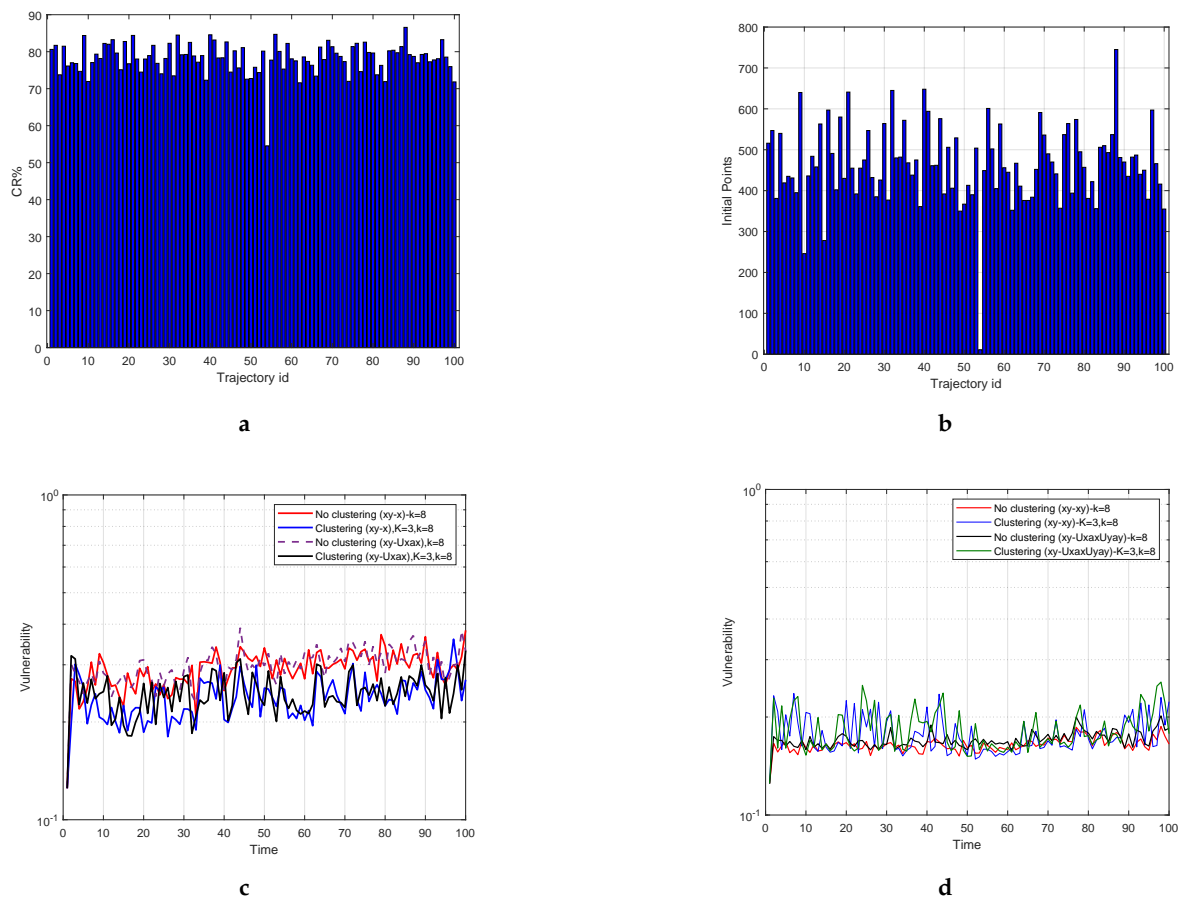 90
80
70
60
50
40
30
20
10
0
CR%
0 10 20 30 40 50 60 70 80 90 100
Trajectory id
a
800
700
600
500
400
300
200
100
0
Initial Points
0 10 20 30 40 50 60 70 80 90 100
Trajectory id
b
10^0
10^-1
Vulnerability
No clustering (xy-x)-k=8
Clustering (xy-x),K=3,k=8
No clustering (xy-Uxax),k=8
Clustering (xy-Uxax),K=3,k=8
0 10 20 30 40 50 60 70 80 90 100
Time
c
10^0
10^-1
Vulnerability
No clustering (xy-xy)-k=8
Clustering (xy-xy)-K=3,k=8
No clustering (xy-UxaxUyay)-k=8
Clustering (xy-UxaxUyay)-K=3,k=8
0 10 20 30 40 50 60 70 80 90 100
Time
d